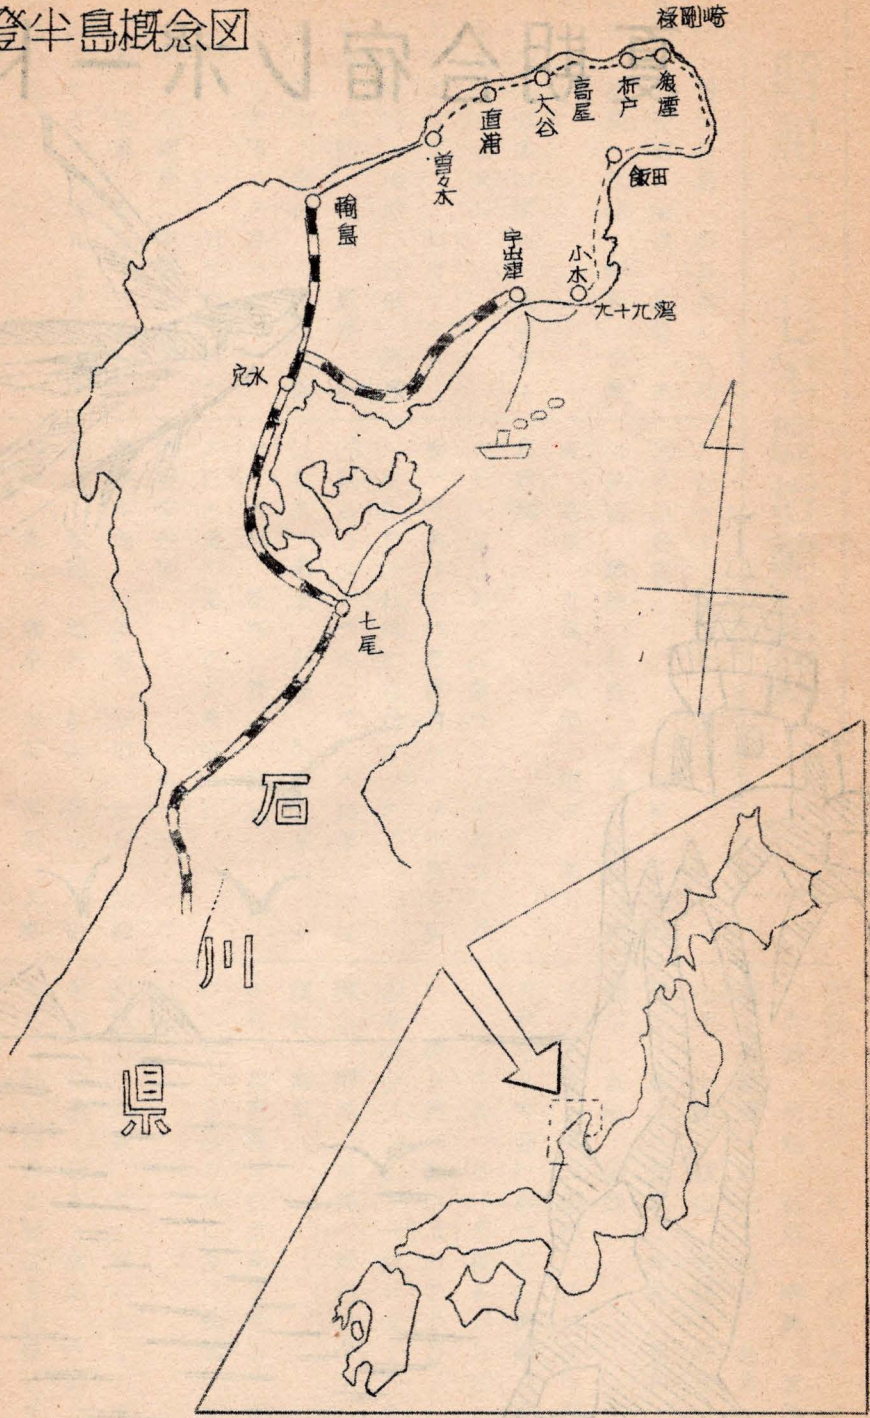 登半島概念図
禄剛崎
狼煙
折戸
高屋
大谷
直浦
曽々木
輪島
飯田
小木
宇出津
九十九湾
穴水
七尾
石川県